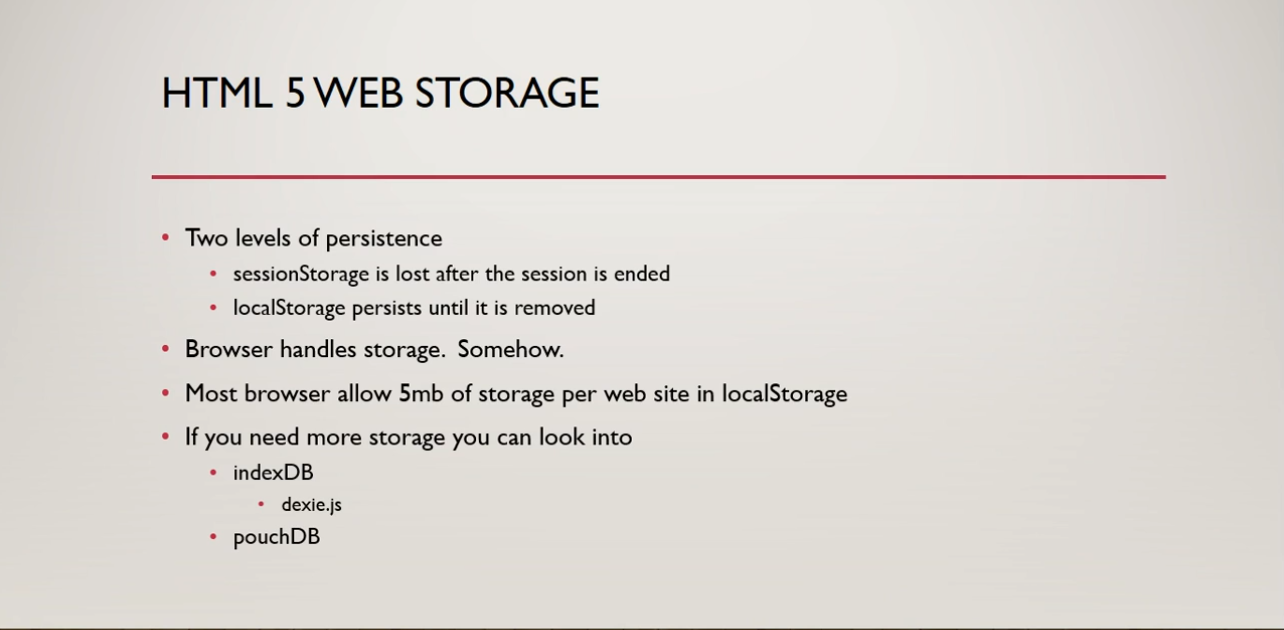 HTML 5 WEB STORAGE
• Two levels of persistence
• sessionStorage is lost after the session is ended
• localStorage persists until it is removed
• Browser handles storage.  Somehow.
• Most browser allow 5mb of storage per web site in localStorage
• If you need more storage you can look into
• indexDB
• dexie.js
• pouchDB